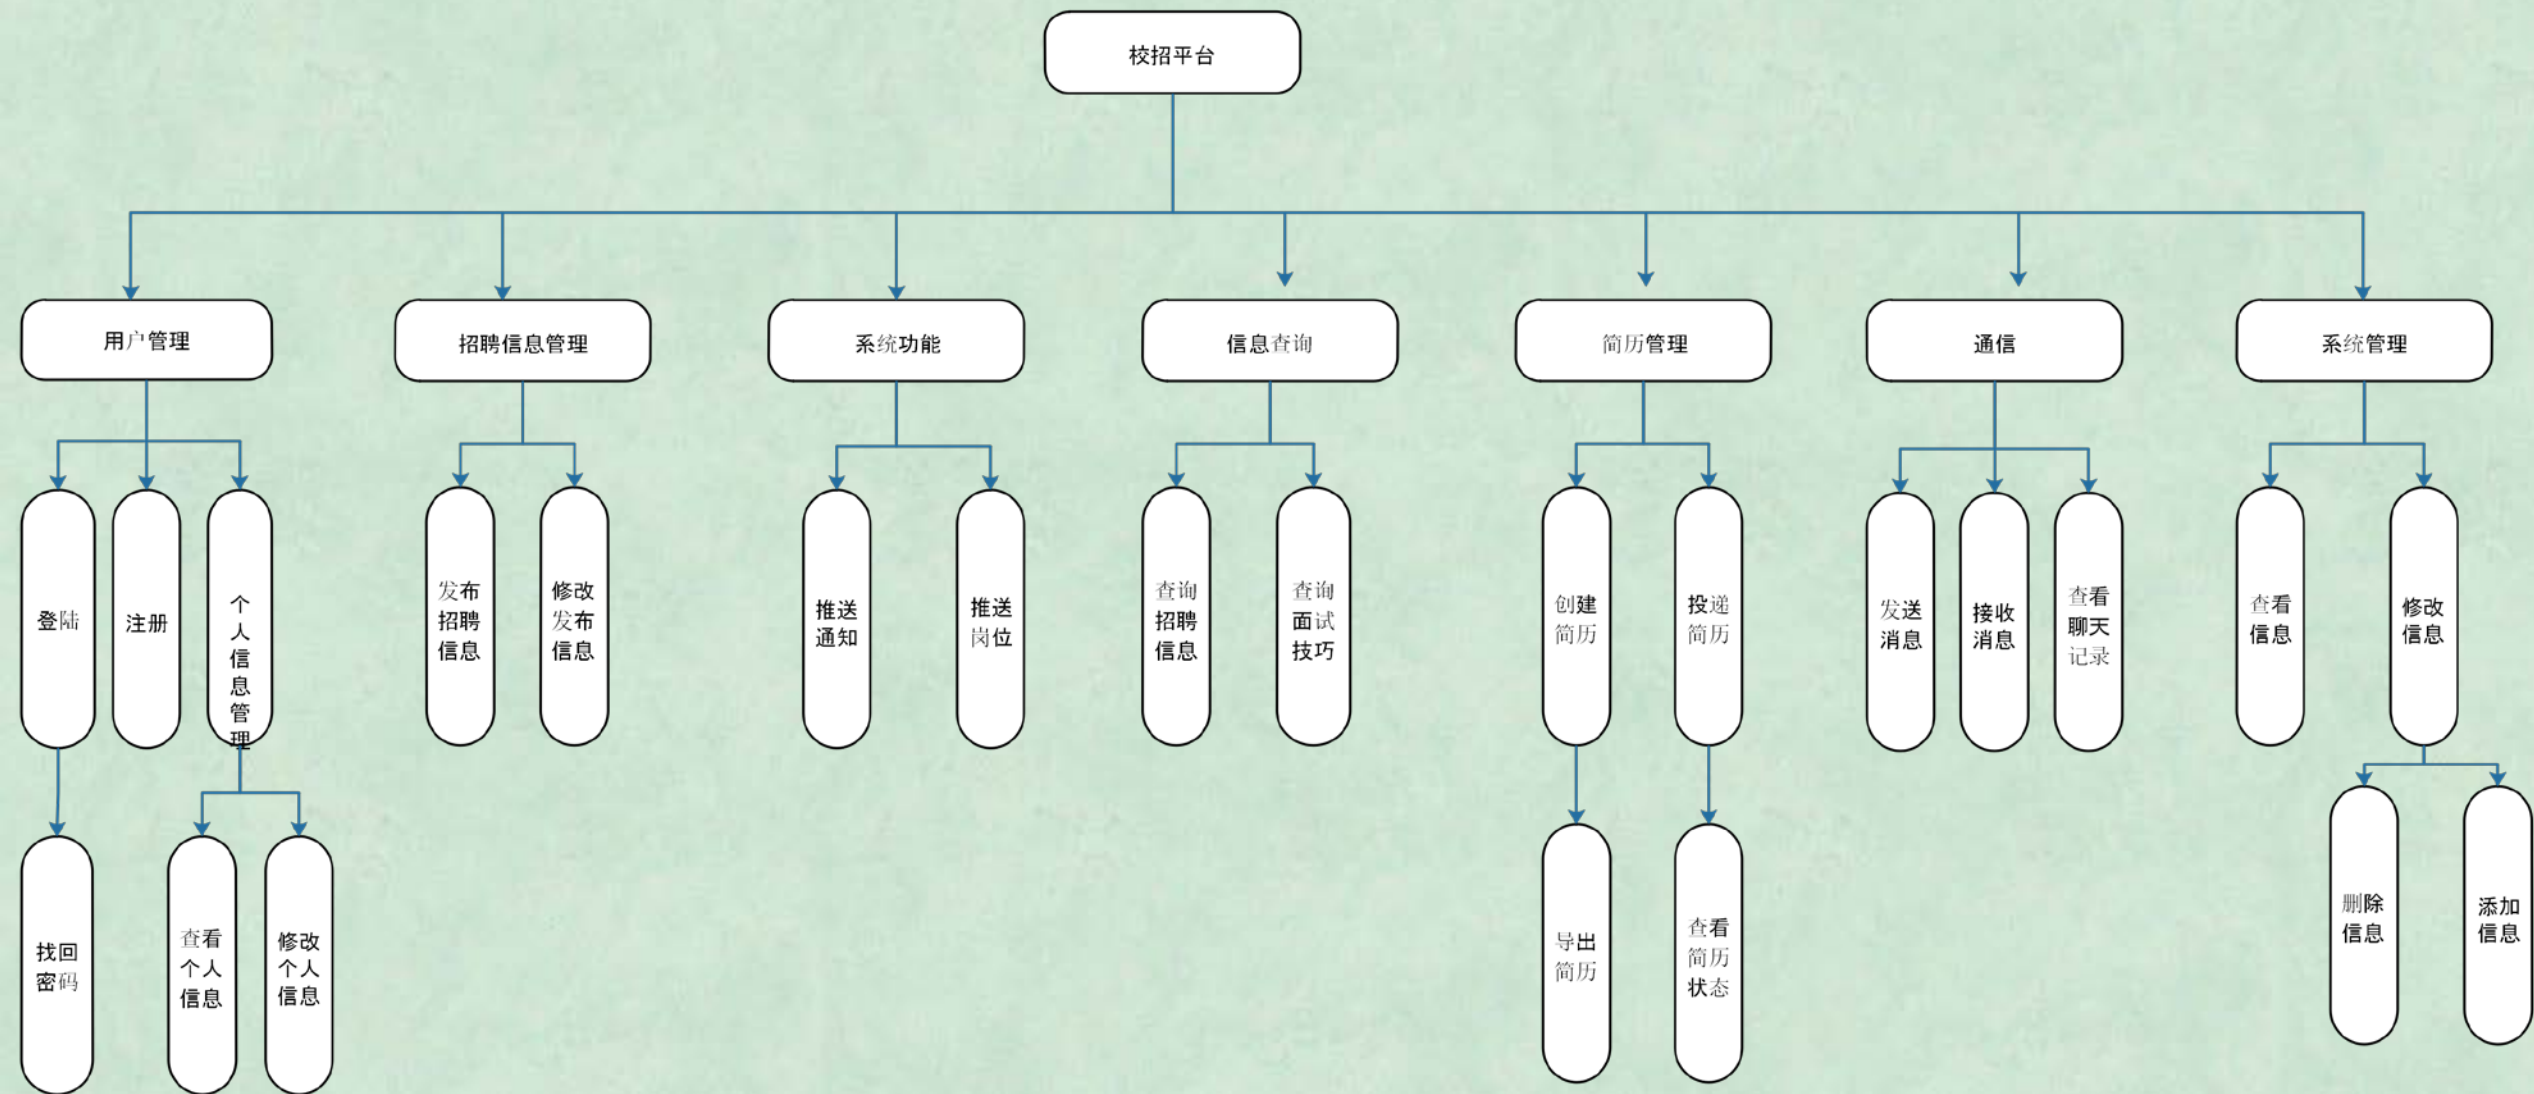 校招平台
用户管理
招聘信息管理
系统功能
信息查询
简历管理
通信
系统管理
登陆
注册
个
人
信
息
管
理
发布
招聘
信息
修改
发布
信息
推送
通知
推送
岗位
查询
招聘
信息
查询
面试
技巧
创建
简历
投递
简历
发送
消息
接收
消息
查看
聊天
记录
查看
信息
修改
信息
找回
密码
查看
个人
信息
修改
个人
信息
导出
简历
查看
简历
状态
删除
信息
添加
信息